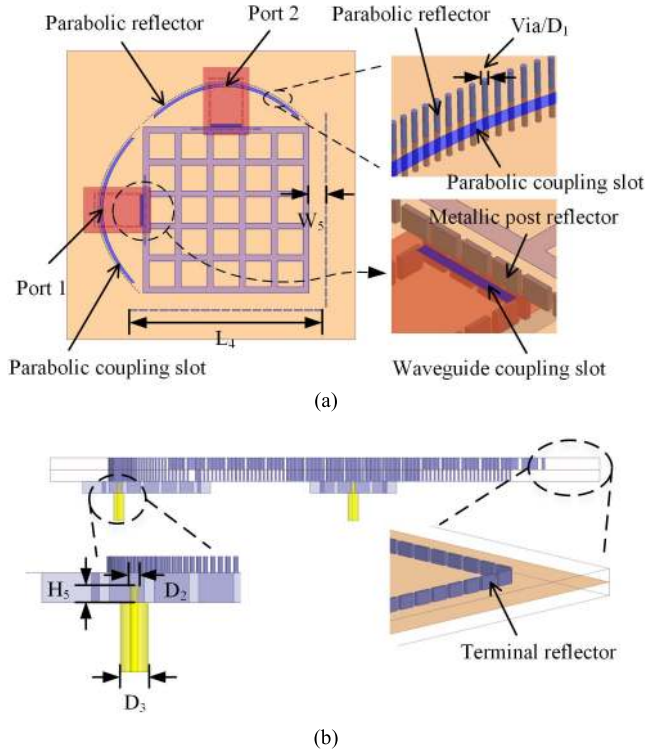 Parabolic reflector
Port 2
Parabolic reflector
Via/D1
Parabolic coupling slot
W5
Metallic post reflector
Port 1
L4
Parabolic coupling slot
Waveguide coupling slot
(a)
H5
D2
D3
Terminal reflector
(b)